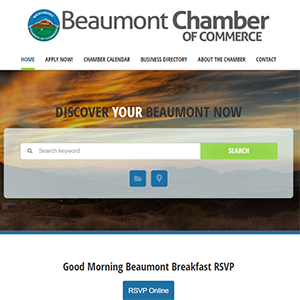 Beaumont Chamber
OF COMMERCE
HOME APPLY NOW! CHAMBER CALENDAR BUSINESS DIRECTORY ABOUT THE CHAMBER CONTACT
DISCOVER YOUR BEAUMONT NOW
Search keyword SEARCH
Good Morning Beaumont Breakfast RSVP
RSVP Online